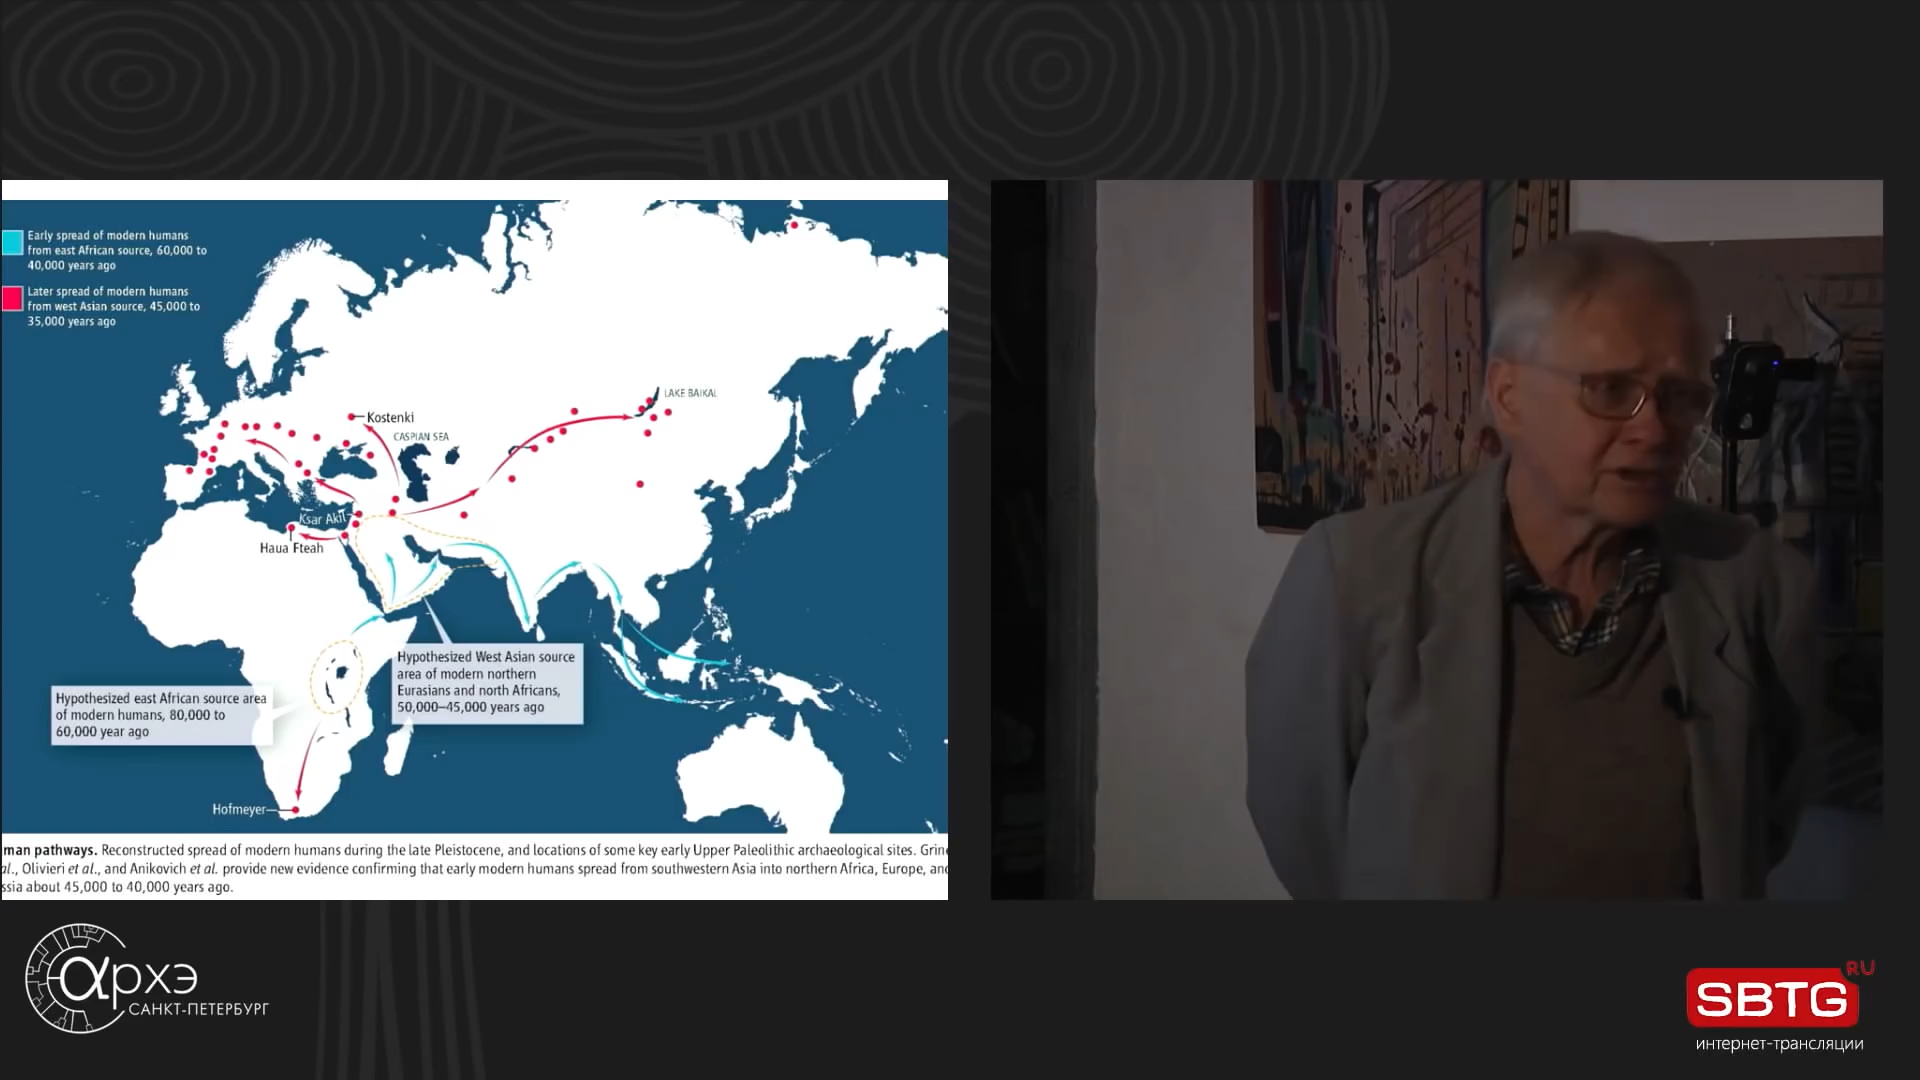 Early spread of modern humans
from east African source, 60,000 to
40,000 years ago
Later spread of modern humans
from west Asian source, 45,000 to
35,000 years ago
LAKE BAIKAL
Kostenki
CASPIAN SEA
Ksar Akil
Haua Fteah
Hypothesized West Asian source
area of modern northern
Eurasians and north Africans,
50,000–45,000 years ago
Hypothesized east African source area
of modern humans, 80,000 to
60,000 year ago
Hofmeyer
man pathways. Reconstructed spread of modern humans during the late Pleistocene, and locations of some key early Upper Paleolithic archaeological sites. Grine
al., Olivieri et al., and Anikovich et al. provide new evidence confirming that early modern humans spread from southwestern Asia into northern Africa, Europe, and
ssia about 45,000 to 40,000 years ago.
αрхэ
САНКТ-ПЕТЕРБУРГ
SBTG RU
интернет-трансляции